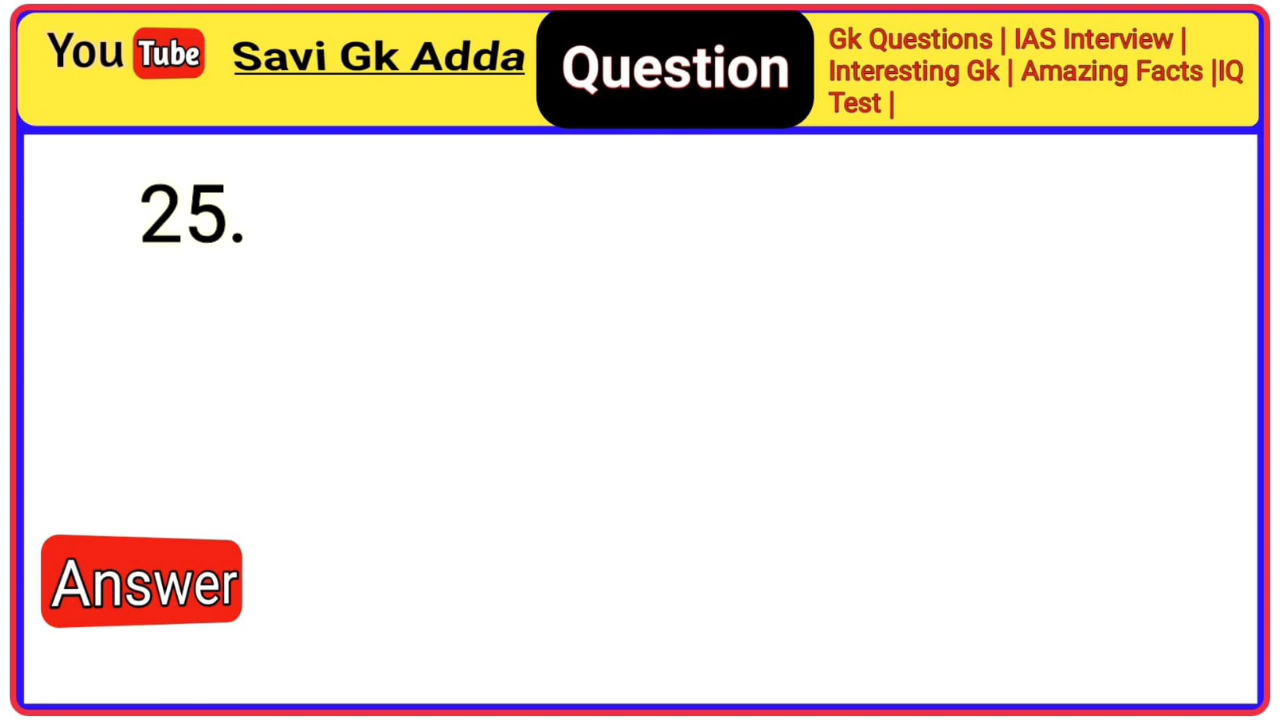 You Tube Savi Gk Adda
Question
Gk Questions | IAS Interview |
Interesting Gk | Amazing Facts |IQ
Test |
25.
Answer